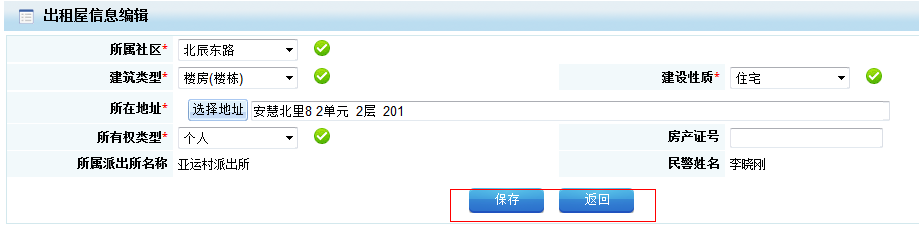 出租屋信息编辑
所属社区* 北辰东路
建筑类型* 楼房(楼栋) 建设性质* 住宅
所在地址* 选择地址 安慧北里8 2单元 2层 201
所有权类型* 个人 房产证号
所属派出所名称 亚运村派出所 民警姓名 李晓刚
保存 返回